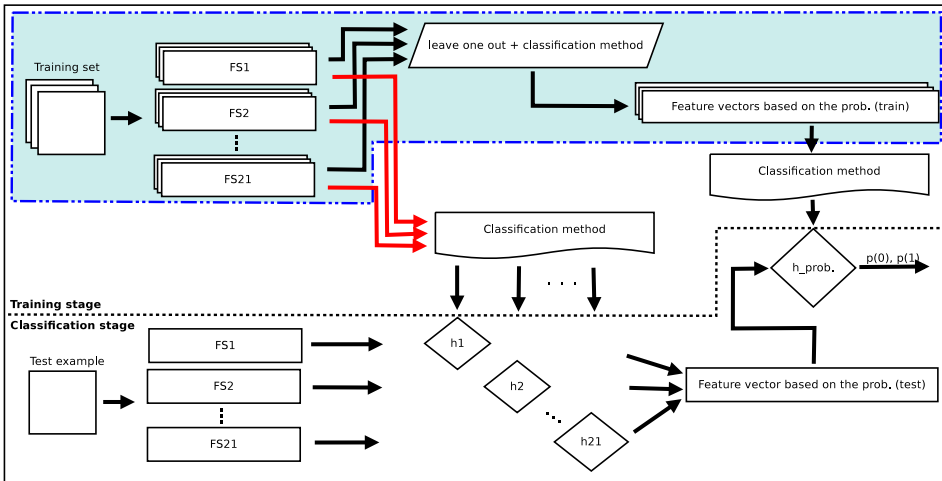 Training set
FS1
FS2
FS21
leave one out + classification method
Feature vectors based on the prob. (train)
Classification method
Classification method
h_prob.
p(0), p(1)
. . .
Training stage
Classification stage
Test example
FS1
FS2
FS21
h1
h2
h21
Feature vector based on the prob. (test)